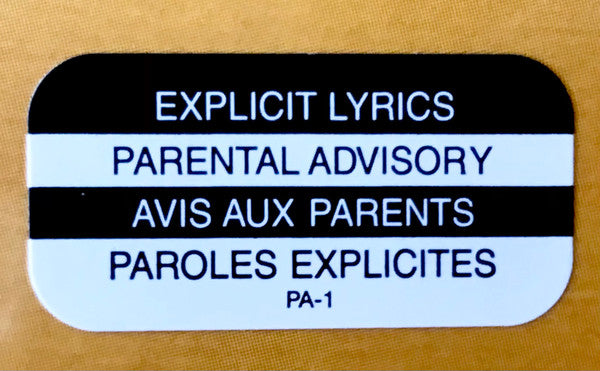 EXPLICIT LYRICS
PARENTAL ADVISORY
AVIS AUX PARENTS
PAROLES EXPLICITES
PA-1